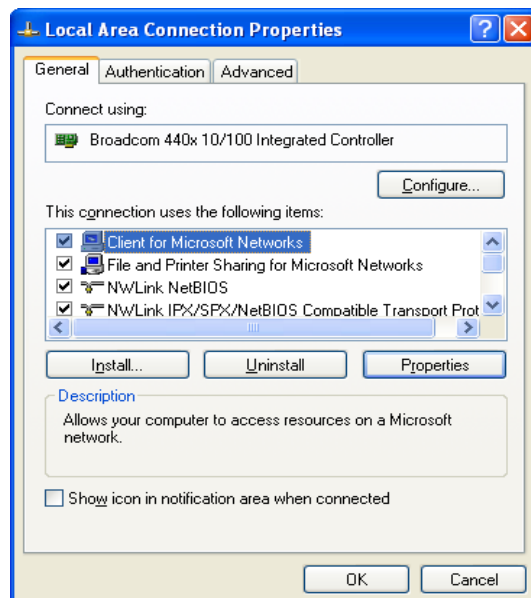 Local Area Connection Properties
General Authentication Advanced
Connect using:
Broadcom 440x 10/100 Integrated Controller
Configure...
This connection uses the following items:
Client for Microsoft Networks
File and Printer Sharing for Microsoft Networks
NWLink NetBIOS
NWLink IPX/SPX/NetBIOS Compatible Transport Prot
Install... Uninstall Properties
Description
Allows your computer to access resources on a Microsoft
network.
Show icon in notification area when connected
OK Cancel